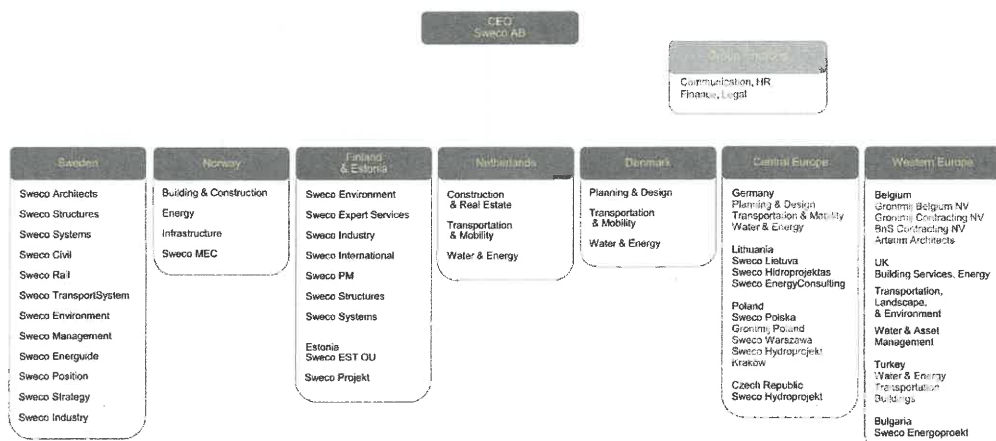 CEO
Sweco AB
Group functions
Communication, HR
Finance, Legal
Sweden
Sweco Architects
Sweco Structures
Sweco Systems
Sweco Civil
Sweco Rail
Sweco TransportSystem
Sweco Environment
Sweco Management
Sweco Energuide
Sweco Position
Sweco Strategy
Sweco Industry
Norway
Building & Construction
Energy
Infrastructure
Sweco MEC
Finland
& Estonia
Sweco Environment
Sweco Expert Services
Sweco Industry
Sweco International
Sweco PM
Sweco Structures
Sweco Systems
Estonia
Sweco EST OU
Sweco Projekt
Netherlands
Construction
& Real Estate
Transportation
& Mobility
Water & Energy
Denmark
Planning & Design
Transportation
& Mobility
Water & Energy
Central Europe
Germany
Planning & Design
Transportation & Mobility
Water & Energy
Lithuania
Sweco Lietuva
Sweco Hidroprojektas
Sweco EnergyConsulting
Poland
Sweco Polska
Grontmij Poland
Sweco Warszawa
Sweco Hydroprojekt
Kraków
Czech Republic
Sweco Hydroprojekt
Western Europe
Belgium
Grontmij Belgium NV
Grontmij Contracting NV
BnS Contracting NV
Arteum Architects
UK
Building Services, Energy
Transportation,
Landscape,
& Environment
Water & Asset
Management
Turkey
Water & Energy
Transportation
Buildings
Bulgaria
Sweco Energoproekt